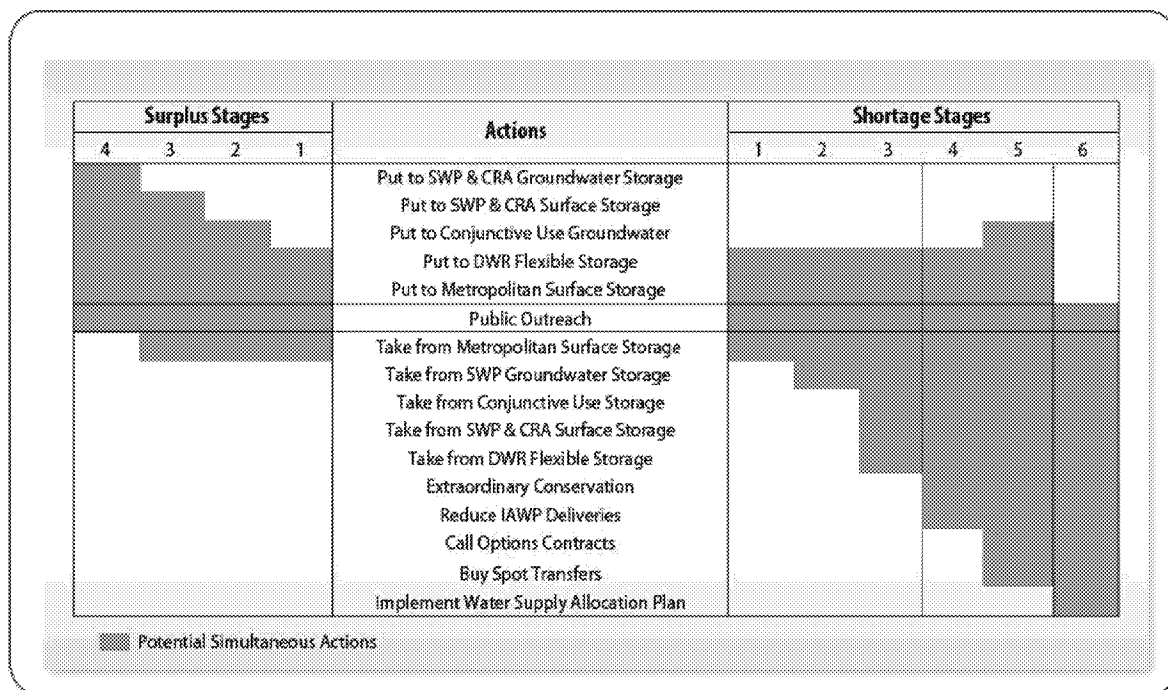 Surplus Stages Actions Shortage Stages
4 3 2 1 1 2 3 4 5 6
Put to SWP & CRA Groundwater Storage
Put to SWP & CRA Surface Storage
Put to Conjunctive Use Groundwater
Put to DWR Flexible Storage
Put to Metropolitan Surface Storage
Public Outreach
Take from Metropolitan Surface Storage
Take from SWP Groundwater Storage
Take from Conjunctive Use Storage
Take from SWP & CRA Surface Storage
Take from DWR Flexible Storage
Extraordinary Conservation
Reduce IAWP Deliveries
Call Options Contracts
Buy Spot Transfers
Implement Water Supply Allocation Plan
Potential Simultaneous Actions